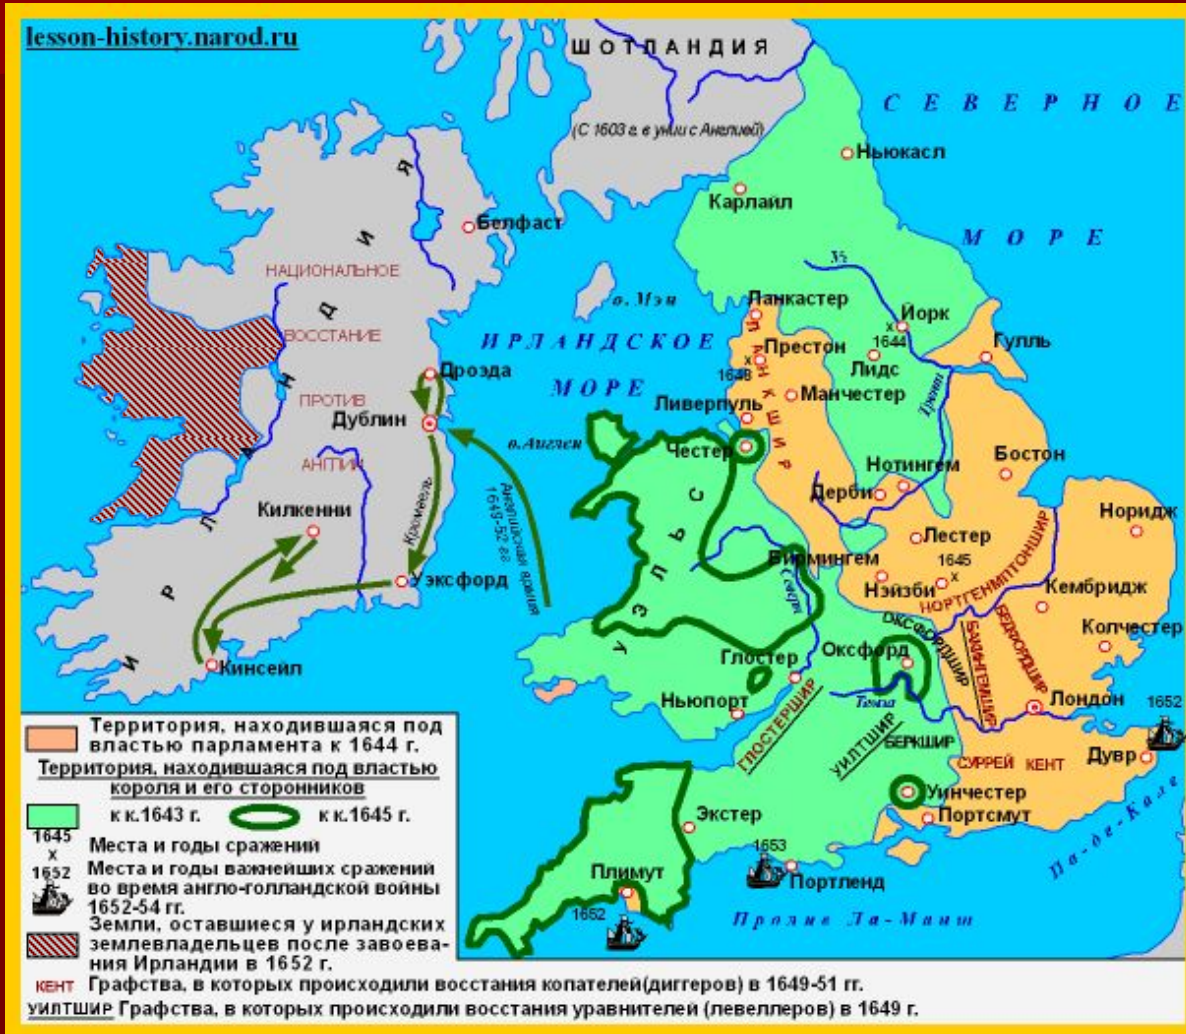 lesson-history.narod.ru
ШОТЛАНДИЯ
(С 1603 г. в унии с Англией)
СЕВЕРНОЕ
МОРЕ
Ньюкасл
Карлайл
Белфаст
ИРЛАНДИЯ
НАЦИОНАЛЬНОЕ
ВОССТАНИЕ
ПРОТИВ
АНГЛИИ
о. Мэн
ИРЛАНДСКОЕ
МОРЕ
Ланкастер
Йорк
х
1644
Гулль
Престон
х
1648
Лидс
ЛАНКШИР
Манчестер
Трент
Дрозда
Дублин
Ливерпуль
о. Англси
Честер
Нотингем
Бостон
Дерби
Норидж
Килкенни
Кромвель
Английская армия
1649-52 гг.
Лестер
Бирмингем
1645
х
Нэйзби
НОРТГЕНМПТОНШИР
Кембридж
Уэксфорд
УЭЛЬС
Северн
ОКСФОРДШИР
БАКИНГЕМШИР
БЕДФОРДШИР
Колчестер
Кинсейл
Глостер
Оксфорд
Ньюпорт
Темза
Лондон
1652
ГЛОСТЕРШИР
УИЛТШИР
БЕРКШИР
СУРРЕЙ КЕНТ
Дувр
Уинчестер
Портсмут
Па-де-Кале
Экстер
1653
Портленд
Плимут
1652
Пролив Ла-Манш
Территория, находившаяся под
властью парламента к 1644 г.
Территория, находившаяся под властью
короля и его сторонников
к к.1643 г. к к.1645 г.
1645
х Места и годы сражений
1652 Места и годы важнейших сражений
во время англо-голландской войны
1652-54 гг.
Земли, оставшиеся у ирландских
землевладельцев после завоева-
ния Ирландии в 1652 г.
КЕНТ Графства, в которых происходили восстания копателей(диггеров) в 1649-51 гг.
УИЛТШИР Графства, в которых происходили восстания уравнителей (левеллеров) в 1649 г.